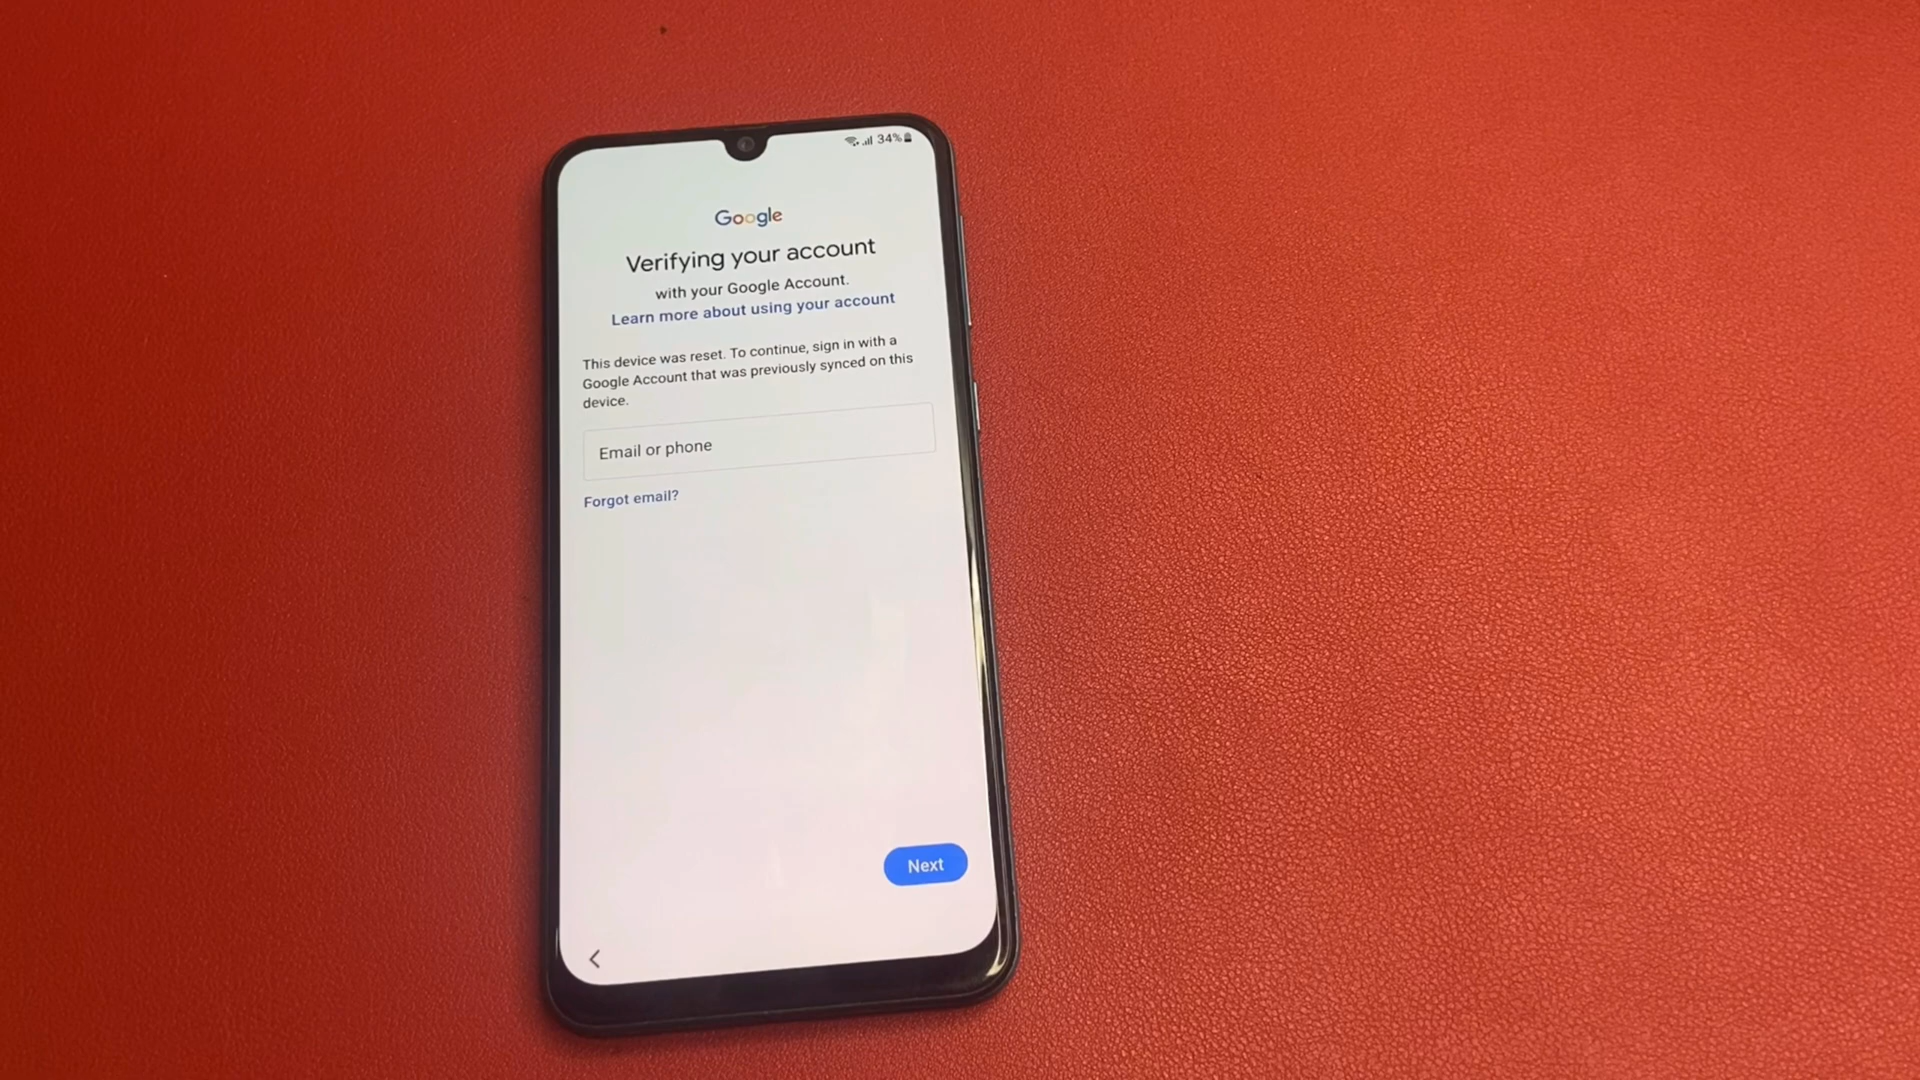 34%
Google
Verifying your account
with your Google Account.
Learn more about using your account
This device was reset. To continue, sign in with a
Google Account that was previously synced on this
device.
Email or phone
Forgot email?
Next